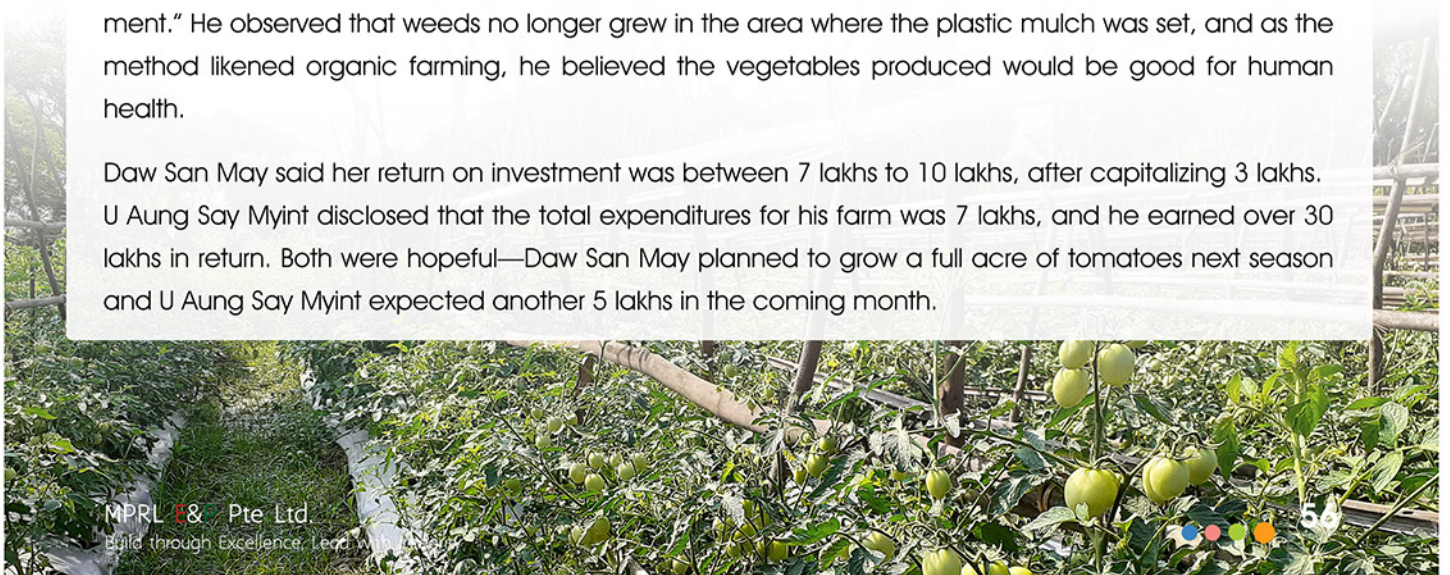 ment.“ He observed that weeds no longer grew in the area where the plastic mulch was set, and as the
method likened organic farming, he believed the vegetables produced would be good for human
health.
Daw San May said her return on investment was between 7 lakhs to 10 lakhs, after capitalizing 3 lakhs.
U Aung Say Myint disclosed that the total expenditures for his farm was 7 lakhs, and he earned over 30
lakhs in return. Both were hopeful—Daw San May planned to grow a full acre of tomatoes next season
and U Aung Say Myint expected another 5 lakhs in the coming month.
MPRL E&P Pte Ltd.
Build through Excellence, Lead with
56